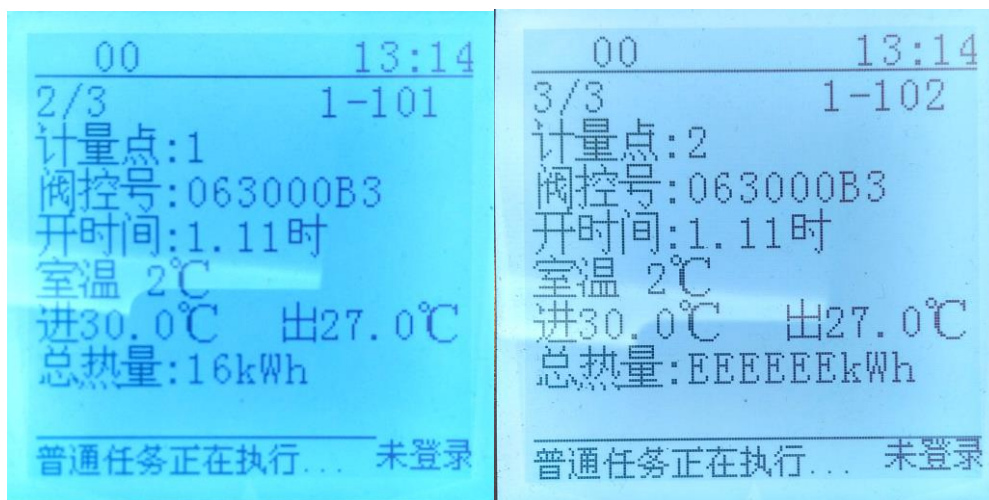 00 13:14
2/3 1-101
计量点:1
阀控号:063000B3
开时间:1.11时
室温 2℃
进30.0℃ 出27.0℃
总热量:16kWh
普通任务正在执行... 未登录
00 13:14
3/3 1-102
计量点:2
阀控号:063000B3
开时间:1.11时
室温 2℃
进30.0℃ 出27.0℃
总热量:EEEEEEkWh
普通任务正在执行... 未登录